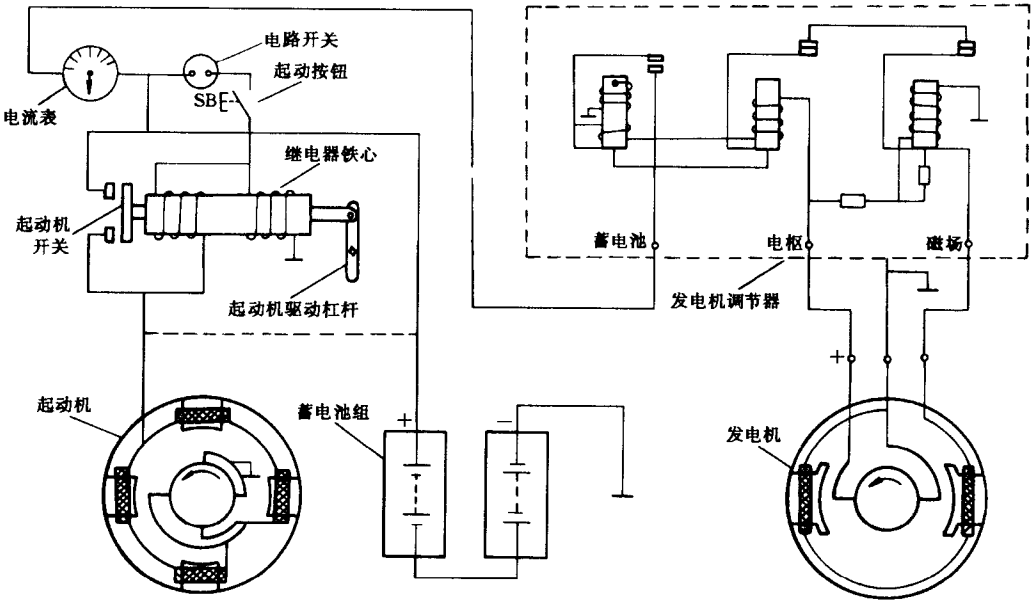 电路开关
起动按钮
SB
电流表
继电器铁心
起动机
开关
起动机驱动杠杆
蓄电池
电枢
磁场
发电机调节器
+
起动机
蓄电池组
+
−
发电机